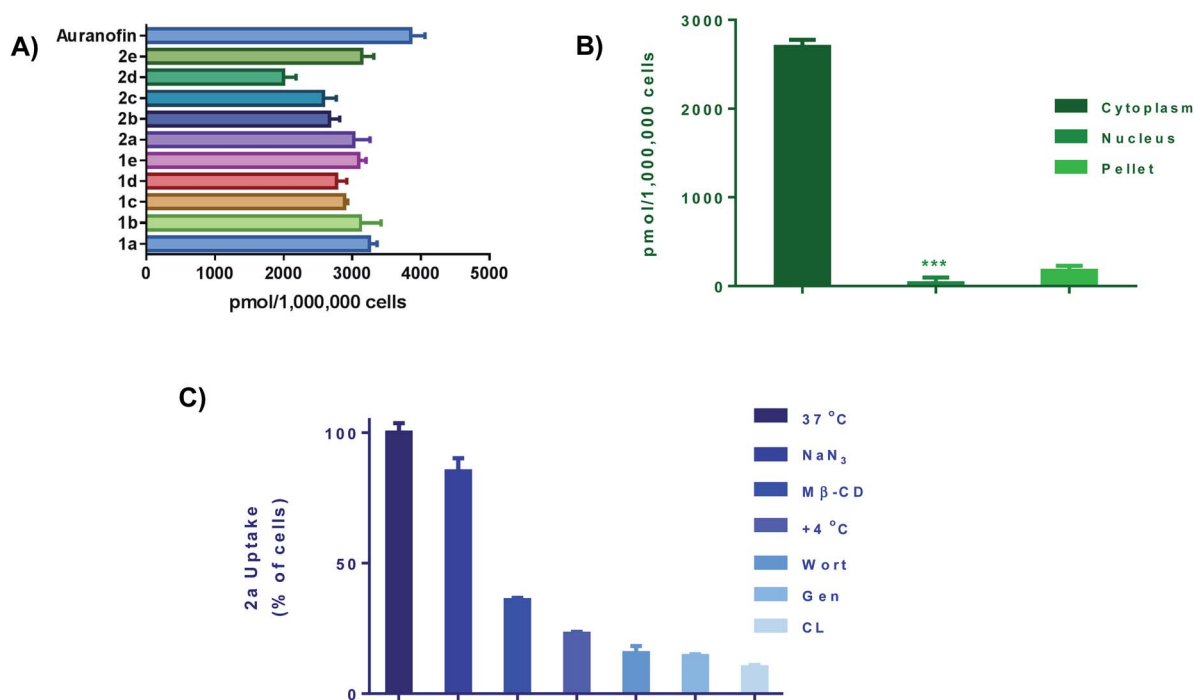 A)
Auranofin
2e
2d
2c
2b
2a
1e
1d
1c
1b
1a
0 1000 2000 3000 4000 5000
pmol/1,000,000 cells
B)
pmol/1,000,000 cells
3000
2000
1000
0
***
Cytoplasm
Nucleus
Pellet
C)
2a Uptake
(% of cells)
100
50
0
37 °C
NaN₃
Mβ-CD
+4 °C
Wort
Gen
CL